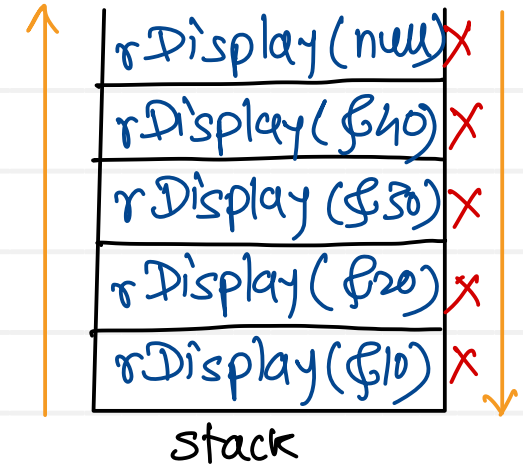 rDisplay(null) X
rDisplay(&40) X
rDisplay(&30) X
rDisplay(&20) X
rDisplay(&10) X
stack